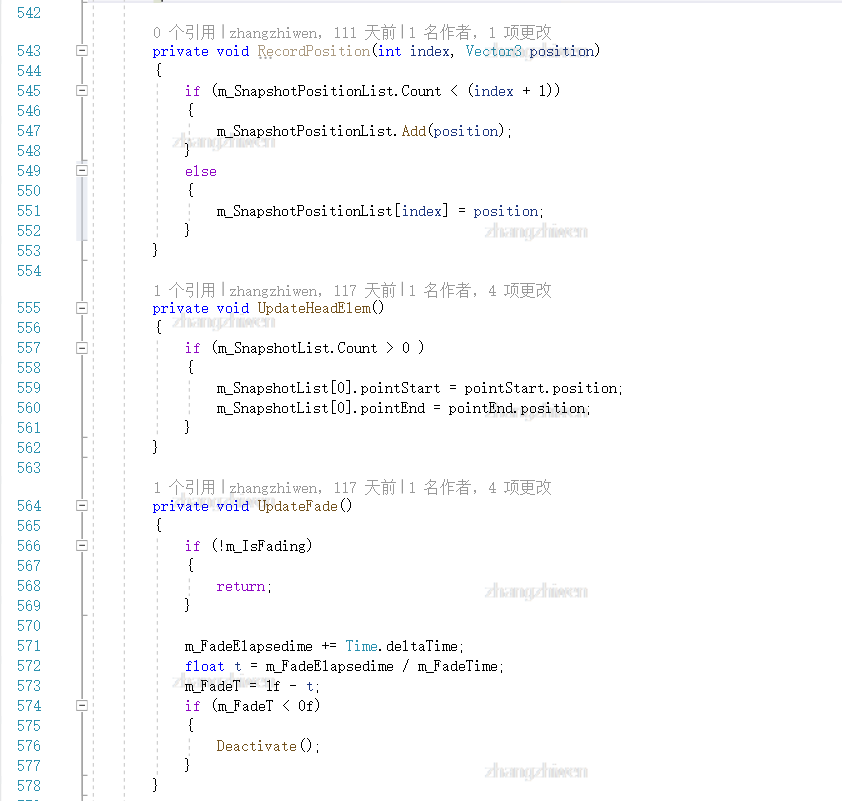 542
0 个引用 | zhangzhiwen, 111 天前 | 1 名作者, 1 项更改
543 private void RecordPosition(int index, Vector3 position)
544 {
545 if (m_SnapshotPositionList.Count < (index + 1))
546 {
547 m_SnapshotPositionList.Add(position);
548 }
549 else
550 {
551 m_SnapshotPositionList[index] = position;
552 }
553 }
554
1 个引用 | zhangzhiwen, 117 天前 | 1 名作者, 4 项更改
555 private void UpdateHeadElem()
556 {
557 if (m_SnapshotList.Count > 0 )
558 {
559 m_SnapshotList[0].pointStart = pointStart.position;
560 m_SnapshotList[0].pointEnd = pointEnd.position;
561 }
562 }
563
1 个引用 | zhangzhiwen, 117 天前 | 1 名作者, 4 项更改
564 private void UpdateFade()
565 {
566 if (!m_IsFading)
567 {
568 return;
569 }
570
571 m_FadeElapsedime += Time.deltaTime;
572 float t = m_FadeElapsedime / m_FadeTime;
573 m_FadeT = 1f - t;
574 if (m_FadeT < 0f)
575 {
576 Deactivate();
577 }
578 }